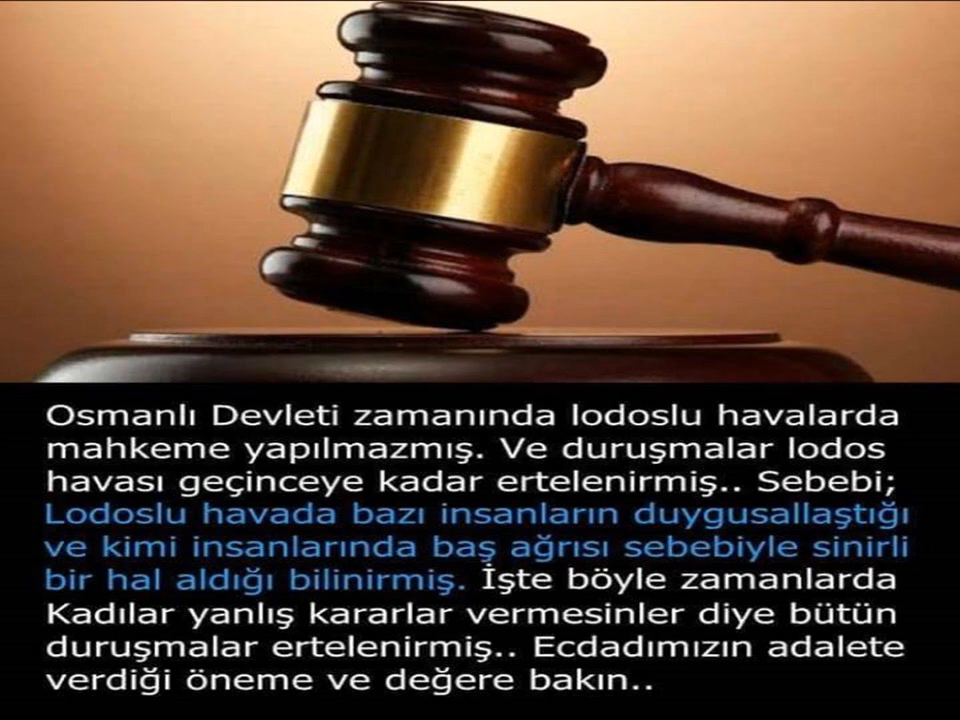 Osmanlı Devleti zamanında lodoslu havalarda
mahkeme yapılmazmış. Ve duruşmalar lodos
havası geçinceye kadar ertelenirmiş.. Sebebi;
Lodoslu havada bazı insanların duygusallaştığı
ve kimi insanlarında baş ağrısı sebebiyle sinirli
bir hal aldığı bilinirmiş. İşte böyle zamanlarda
Kadılar yanlış kararlar vermesinler diye bütün
duruşmalar ertelenirmiş.. Ecdadımızın adalete
verdiği öneme ve değere bakın..